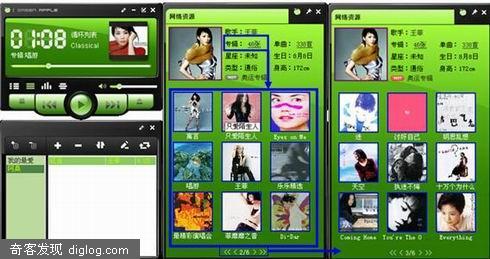 GREEN APPLE
01:08
循环列表
Classical
专辑 唱游
我的最爱
阿桑
网络资源
歌手：王菲
专辑：40张 单曲：338首
星座：未知 生日：8月8日
类型：通俗 身高：172cm
奥运专辑
寓言 只爱陌生人 Eyes on Me
唱游 王菲 乐乐精选
最精彩演唱会 菲靡靡之音 Di-Dar
<< < 2/6 > >>
网络资源
歌手：王菲
专辑：40张 单曲：338首
星座：未知 生日：8月8日
类型：通俗 身高：172cm
奥运专辑
迷 讨好自己 胡思乱想
天空 执迷不悔 十万个为什么
Coming Home You're The O Everything
<< < 3/6 > >>
奇客发现 diglog.com